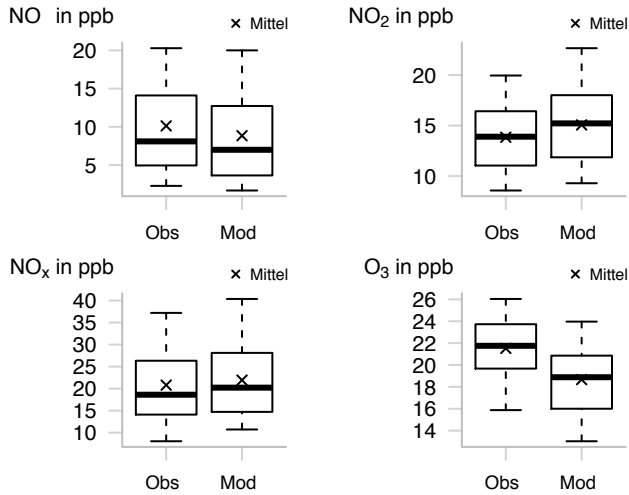 NO in ppb
× Mittel
20
15
10
5
Obs Mod
NO2 in ppb
× Mittel
20
15
10
Obs Mod
NOx in ppb
× Mittel
40
35
30
25
20
15
10
Obs Mod
O3 in ppb
× Mittel
26
24
22
20
18
16
14
Obs Mod